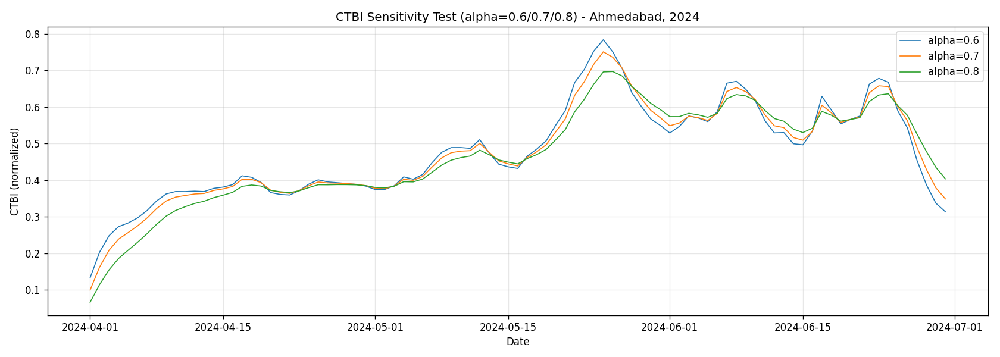 CTBI Sensitivity Test (alpha=0.6/0.7/0.8) - Ahmedabad, 2024
alpha=0.6
alpha=0.7
alpha=0.8
CTBI (normalized)
0.8
0.7
0.6
0.5
0.4
0.3
0.2
0.1
2024-04-01 2024-04-15 2024-05-01 2024-05-15 2024-06-01 2024-06-15 2024-07-01
Date